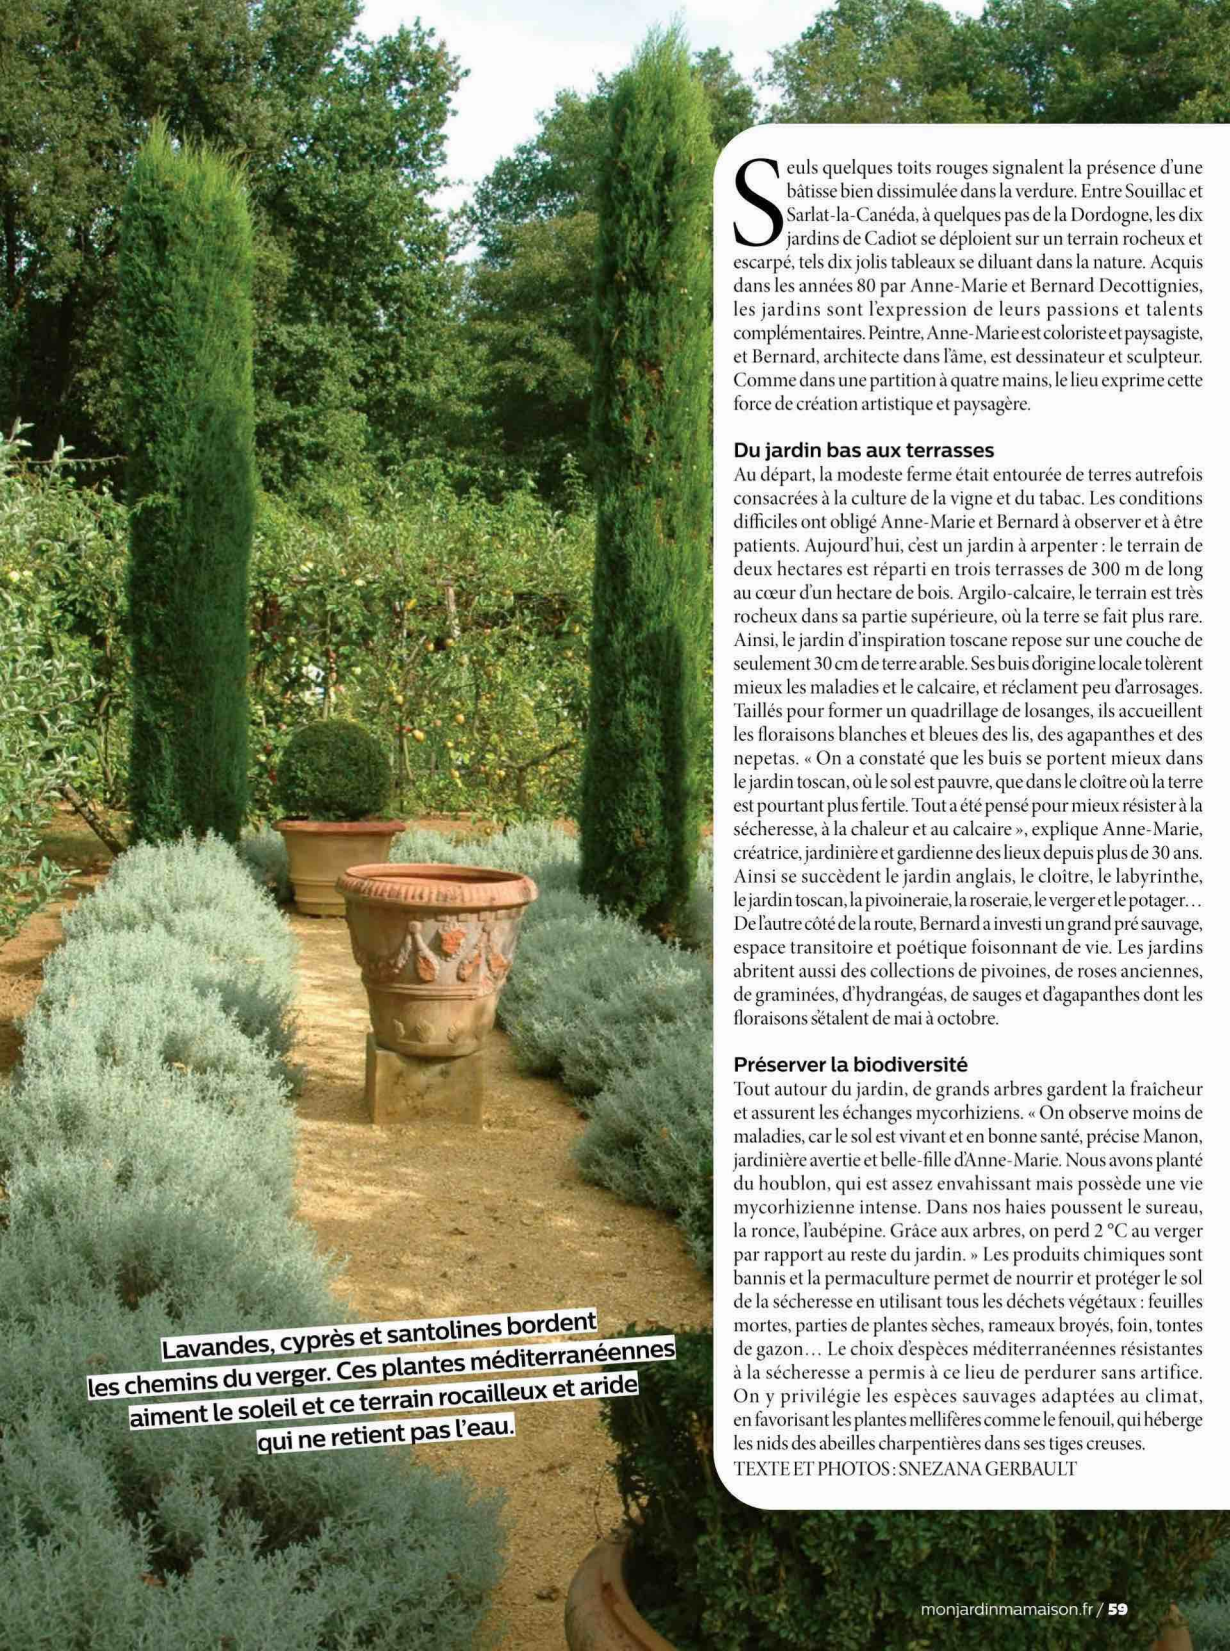 Seuls quelques toits rouges signalent la présence d'une
bâtisse bien dissimulée dans la verdure. Entre Souillac et
Sarlat-la-Canéda, à quelques pas de la Dordogne, les dix
jardins de Cadiot se déploient sur un terrain rocheux et
escarpé, tels dix jolis tableaux se diluant dans la nature. Acquis
dans les années 80 par Anne-Marie et Bernard Decottignies,
les jardins sont l'expression de leurs passions et talents
complémentaires. Peintre, Anne-Marie est coloriste et paysagiste,
et Bernard, architecte dans l'âme, est dessinateur et sculpteur.
Comme dans une partition à quatre mains, le lieu exprime cette
force de création artistique et paysagère.
Du jardin bas aux terrasses
Au départ, la modeste ferme était entourée de terres autrefois
consacrées à la culture de la vigne et du tabac. Les conditions
difficiles ont obligé Anne-Marie et Bernard à observer et à être
patients. Aujourd'hui, c'est un jardin à arpenter : le terrain de
deux hectares est réparti en trois terrasses de 300 m de long
au cœur d'un hectare de bois. Argilo-calcaire, le terrain est très
rocheux dans sa partie supérieure, où la terre se fait plus rare.
Ainsi, le jardin d'inspiration toscane repose sur une couche de
seulement 30 cm de terre arable. Ses buis d'origine locale tolèrent
mieux les maladies et le calcaire, et réclament peu d'arrosages.
Taillés pour former un quadrillage de losanges, ils accueillent
les floraisons blanches et bleues des lis, des agapanthes et des
nepetas. « On a constaté que les buis se portent mieux dans
le jardin toscan, où le sol est pauvre, que dans le cloître où la terre
est pourtant plus fertile. Tout a été pensé pour mieux résister à la
sécheresse, à la chaleur et au calcaire », explique Anne-Marie,
créatrice, jardinière et gardienne des lieux depuis plus de 30 ans.
Ainsi se succèdent le jardin anglais, le cloître, le labyrinthe,
le jardin toscan, la pivoineraie, la roseraie, le verger et le potager…
De l'autre côté de la route, Bernard a investi un grand pré sauvage,
espace transitoire et poétique foisonnant de vie. Les jardins
abritent aussi des collections de pivoines, de roses anciennes,
de graminées, d'hydrangéas, de sauges et d'agapanthes dont les
floraisons s'étalent de mai à octobre.
Préserver la biodiversité
Tout autour du jardin, de grands arbres gardent la fraîcheur
et assurent les échanges mycorhiziens. « On observe moins de
maladies, car le sol est vivant et en bonne santé, précise Manon,
jardinière avertie et belle-fille d'Anne-Marie. Nous avons planté
du houblon, qui est assez envahissant mais possède une vie
mycorhizienne intense. Dans nos haies poussent le sureau,
la ronce, l'aubépine. Grâce aux arbres, on perd 2 °C au verger
par rapport au reste du jardin. » Les produits chimiques sont
bannis et la permaculture permet de nourrir et protéger le sol
de la sécheresse en utilisant tous les déchets végétaux : feuilles
mortes, parties de plantes sèches, rameaux broyés, foin, tontes
de gazon… Le choix d'espèces méditerranéennes résistantes
à la sécheresse a permis à ce lieu de perdurer sans artifice.
On y privilégie les espèces sauvages adaptées au climat,
en favorisant les plantes mellifères comme le fenouil, qui héberge
les nids des abeilles charpentières dans ses tiges creuses.
TEXTE ET PHOTOS : SNEZANA GERBAULT
Lavandes, cyprès et santolines bordent
les chemins du verger. Ces plantes méditerranéennes
aiment le soleil et ce terrain rocailleux et aride
qui ne retient pas l'eau.
monjardinmamaison.fr / 59